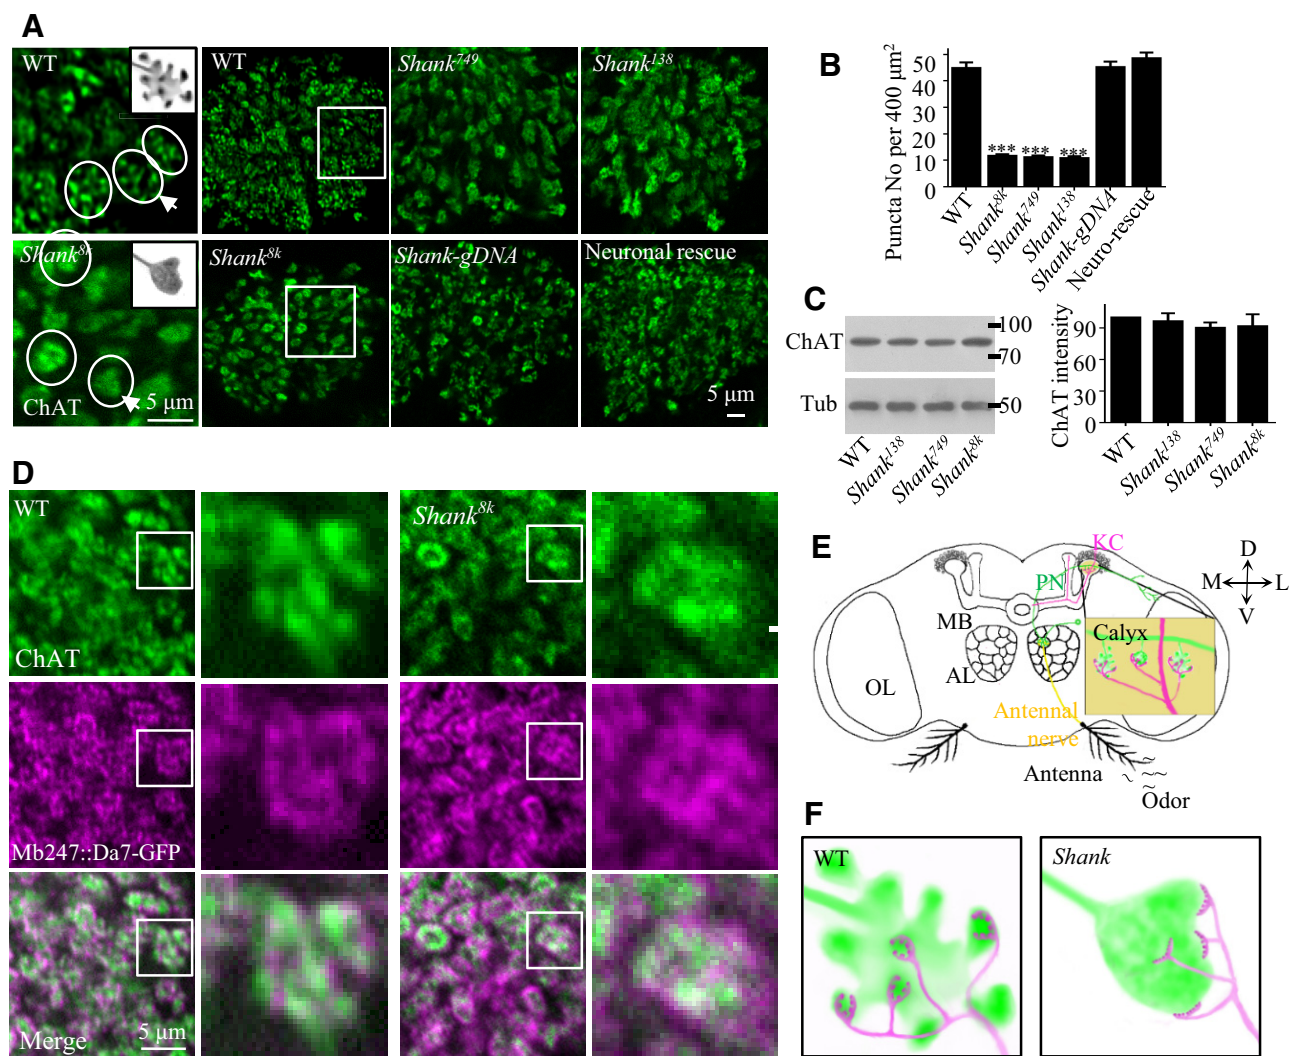 A
WT
WT
Shank749
Shank138
Shank8k
ChAT
5 μm
Shank8k
Shank-gDNA
Neuronal rescue
5 μm
B
Puncta No per 400 μm2
50
40
30
20
10
0
*** *** ***
WT
Shank8k
Shank749
Shank138
Shank-gDNA
Neuro-rescue
C
ChAT
100
70
Tub
50
WT
Shank138
Shank749
Shank8k
ChAT intensity
90
60
30
0
WT
Shank138
Shank749
Shank8k
D
WT
Shank8k
ChAT
Mb247::Da7-GFP
Merge
5 μm
E
KC
PN
D
M
L
V
MB
Calyx
AL
OL
Antennal
nerve
Antenna
Odor
F
WT
Shank